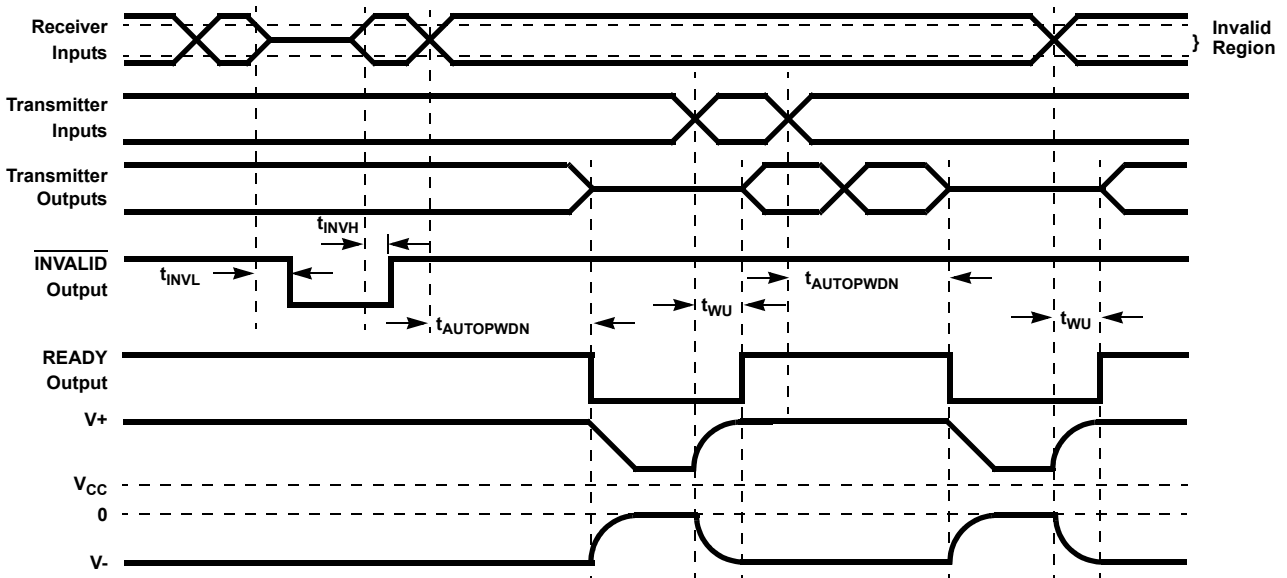 Receiver
Inputs
} Invalid
Region
Transmitter
Inputs
Transmitter
Outputs
tINVH
INVALID
Output
tINVL
tAUTOPWDN
tWU
tAUTOPWDN
tWU
READY
Output
V+
VCC
0
V-